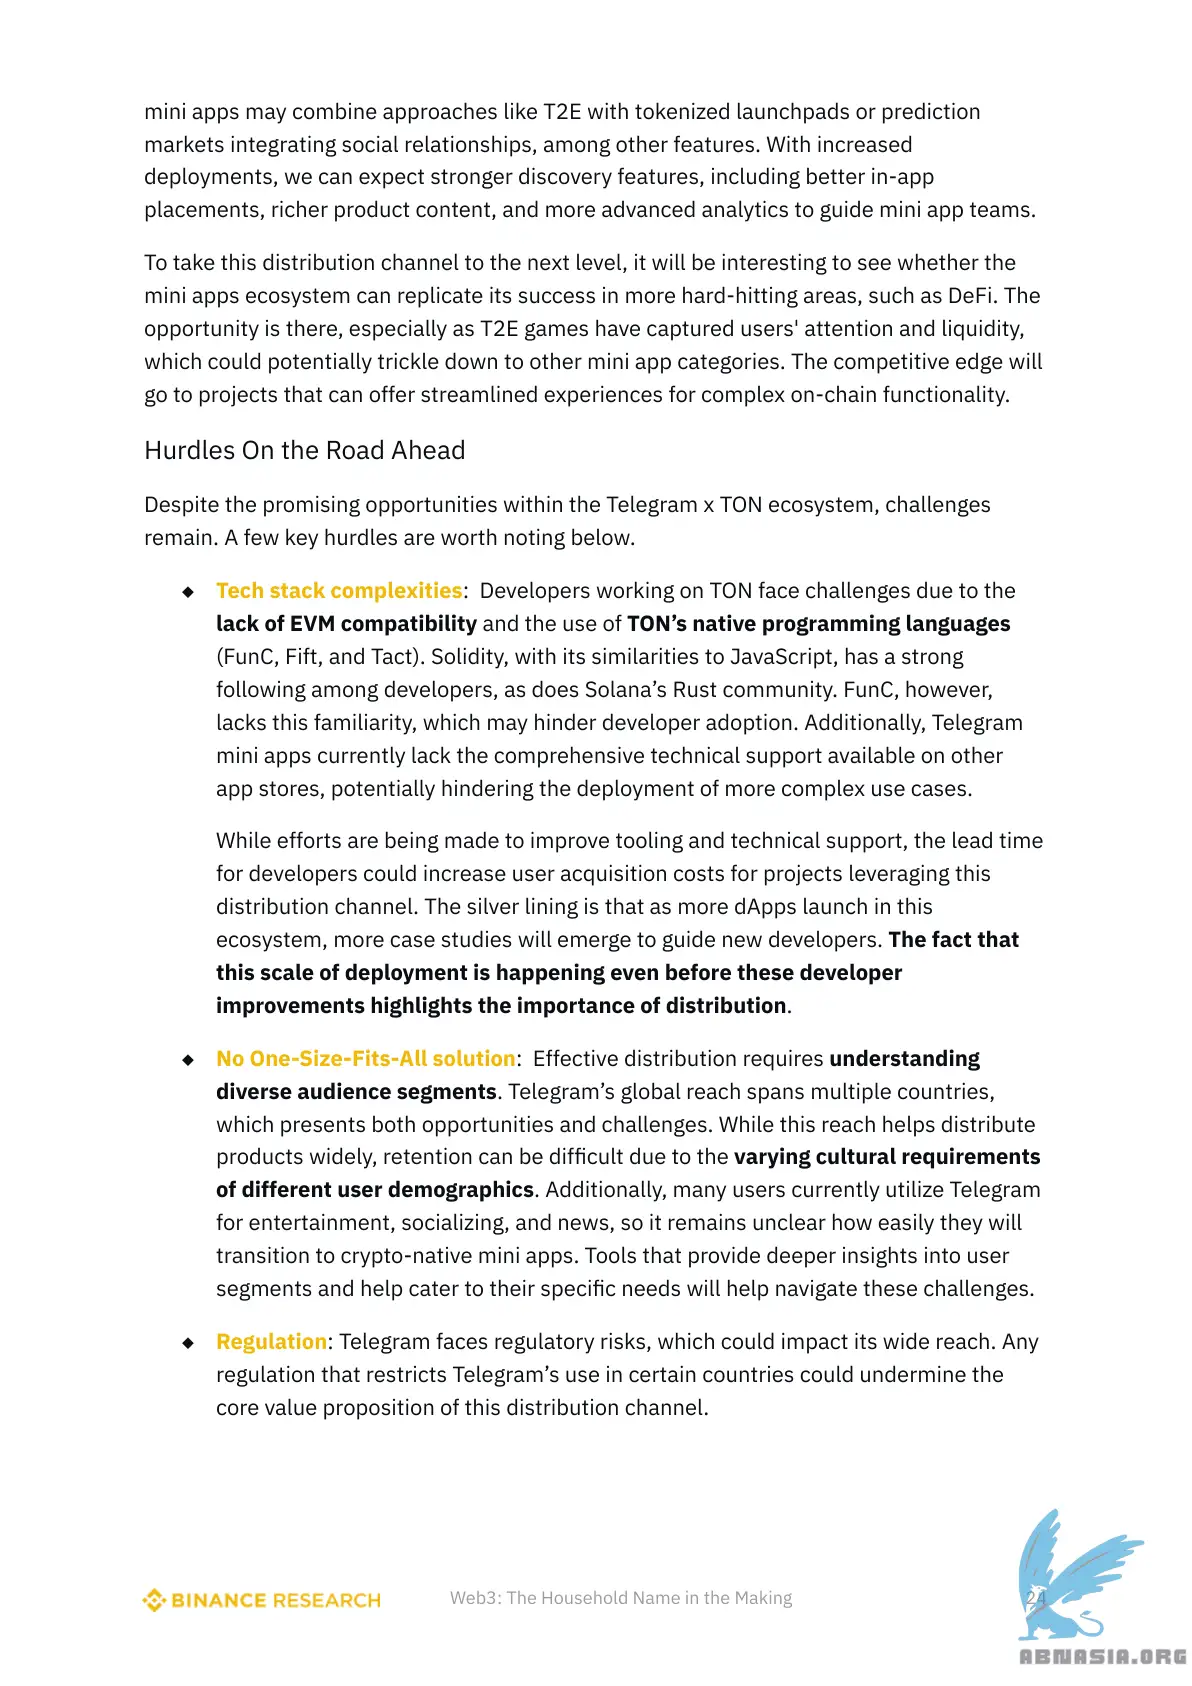 mini apps may combine approaches like T2E with tokenized launchpads or prediction
markets integrating social relationships, among other features. With increased
deployments, we can expect stronger discovery features, including better in-app
placements, richer product content, and more advanced analytics to guide mini app teams.
To take this distribution channel to the next level, it will be interesting to see whether the
mini apps ecosystem can replicate its success in more hard-hitting areas, such as DeFi. The
opportunity is there, especially as T2E games have captured users' attention and liquidity,
which could potentially trickle down to other mini app categories. The competitive edge will
go to projects that can offer streamlined experiences for complex on-chain functionality.
Hurdles On the Road Ahead
Despite the promising opportunities within the Telegram x TON ecosystem, challenges
remain. A few key hurdles are worth noting below.
◆ Tech stack complexities: Developers working on TON face challenges due to the
lack of EVM compatibility and the use of TON’s native programming languages
(FunC, Fift, and Tact). Solidity, with its similarities to JavaScript, has a strong
following among developers, as does Solana’s Rust community. FunC, however,
lacks this familiarity, which may hinder developer adoption. Additionally, Telegram
mini apps currently lack the comprehensive technical support available on other
app stores, potentially hindering the deployment of more complex use cases.
While efforts are being made to improve tooling and technical support, the lead time
for developers could increase user acquisition costs for projects leveraging this
distribution channel. The silver lining is that as more dApps launch in this
ecosystem, more case studies will emerge to guide new developers. The fact that
this scale of deployment is happening even before these developer
improvements highlights the importance of distribution.
◆ No One-Size-Fits-All solution: Effective distribution requires understanding
diverse audience segments. Telegram’s global reach spans multiple countries,
which presents both opportunities and challenges. While this reach helps distribute
products widely, retention can be difficult due to the varying cultural requirements
of different user demographics. Additionally, many users currently utilize Telegram
for entertainment, socializing, and news, so it remains unclear how easily they will
transition to crypto-native mini apps. Tools that provide deeper insights into user
segments and help cater to their specific needs will help navigate these challenges.
◆ Regulation: Telegram faces regulatory risks, which could impact its wide reach. Any
regulation that restricts Telegram’s use in certain countries could undermine the
core value proposition of this distribution channel.
BINANCE RESEARCH
Web3: The Household Name in the Making
24
ABNASIA.ORG